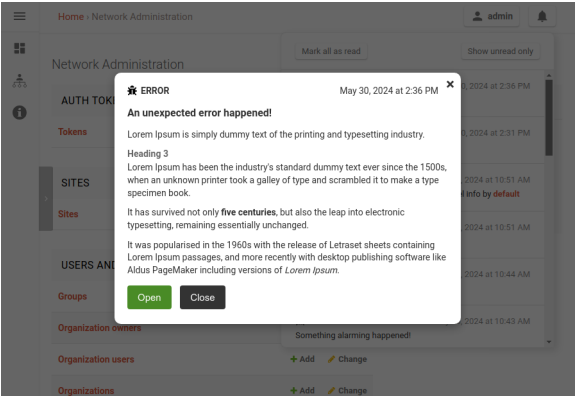 Home › Network Administration
admin
Mark all as read
Show unread only
Network Administration
ERROR
May 30, 2024 at 2:36 PM
, 2024 at 2:36 PM
An unexpected error happened!
AUTH TOK
Lorem Ipsum is simply dummy text of the printing and typesetting industry.
Tokens
, 2024 at 2:31 PM
Heading 3
Lorem Ipsum has been the industry's standard dummy text ever since the 1500s,
when an unknown printer took a galley of type and scrambled it to make a type
specimen book.
SITES
, 2024 at 10:51 AM
el info by default
It has survived not only five centuries, but also the leap into electronic
typesetting, remaining essentially unchanged.
Sites
, 2024 at 10:51 AM
It was popularised in the 1960s with the release of Letraset sheets containing
Lorem Ipsum passages, and more recently with desktop publishing software like
Aldus PageMaker including versions of Lorem Ipsum.
USERS AND
, 2024 at 10:44 AM
Groups
Open
Close
Organization owners
, 2024 at 10:43 AM
Something alarming happened!
Organization users
Add
Change
Organizations
Add
Change